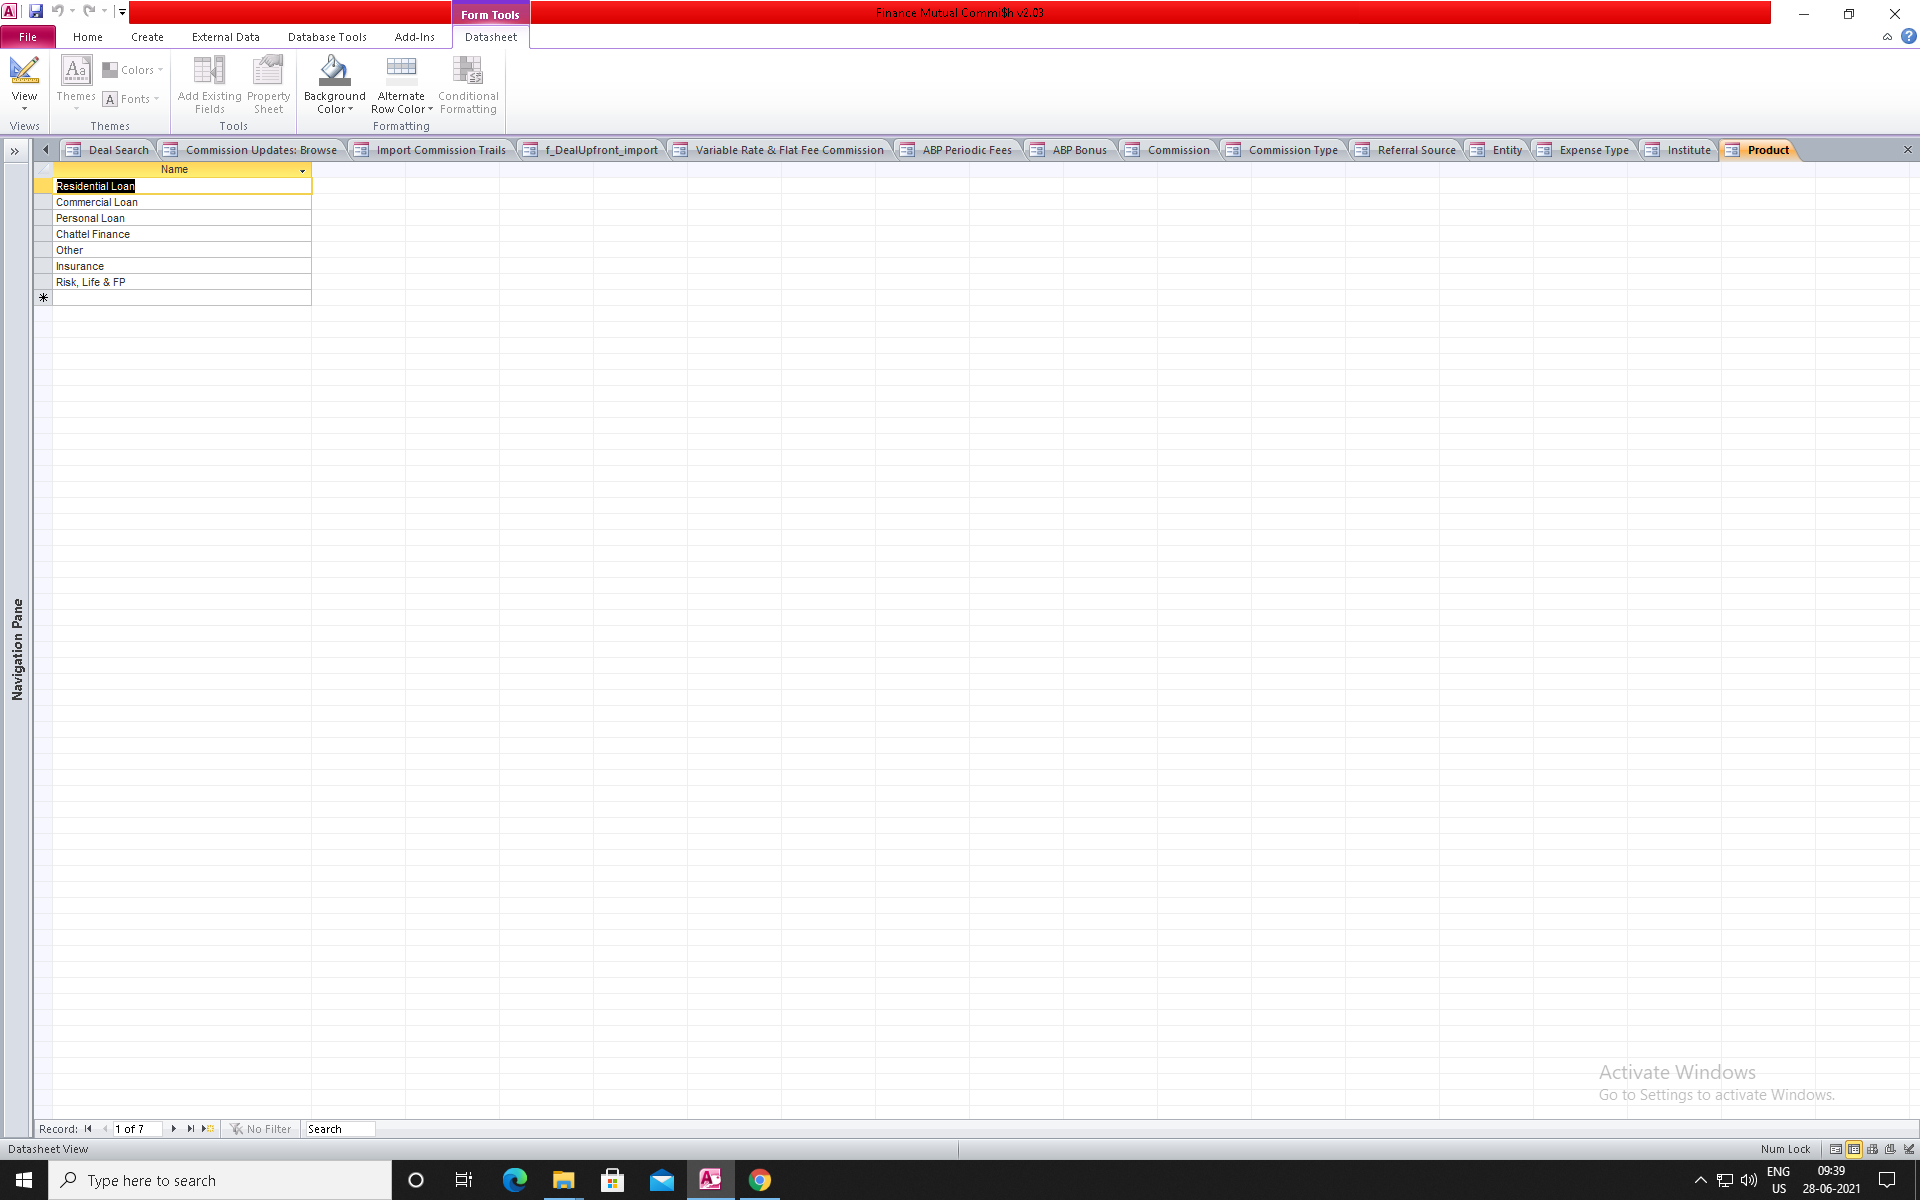 Form Tools
Finance Mutual Commi$h v2.03
File Home Create External Data Database Tools Add-Ins Datasheet
View
Views
Aa
Themes
Colors
A Fonts
Themes
Add Existing Fields
Property Sheet
Tools
Background Color
Alternate Row Color
Conditional Formatting
Formatting
Deal Search Commission Updates: Browse Import Commission Trails f_DealUpfront_import Variable Rate & Flat Fee Commission ABP Periodic Fees ABP Bonus Commission Commission Type Referral Source Entity Expense Type Institute Product
Name
Residential Loan
Commercial Loan
Personal Loan
Chattel Finance
Other
Insurance
Risk, Life & FP
Navigation Pane
Activate Windows
Go to Settings to activate Windows.
Record: 1 of 7 No Filter Search
Datasheet View
Num Lock
Type here to search
ENG
US
09:39
28-06-2021